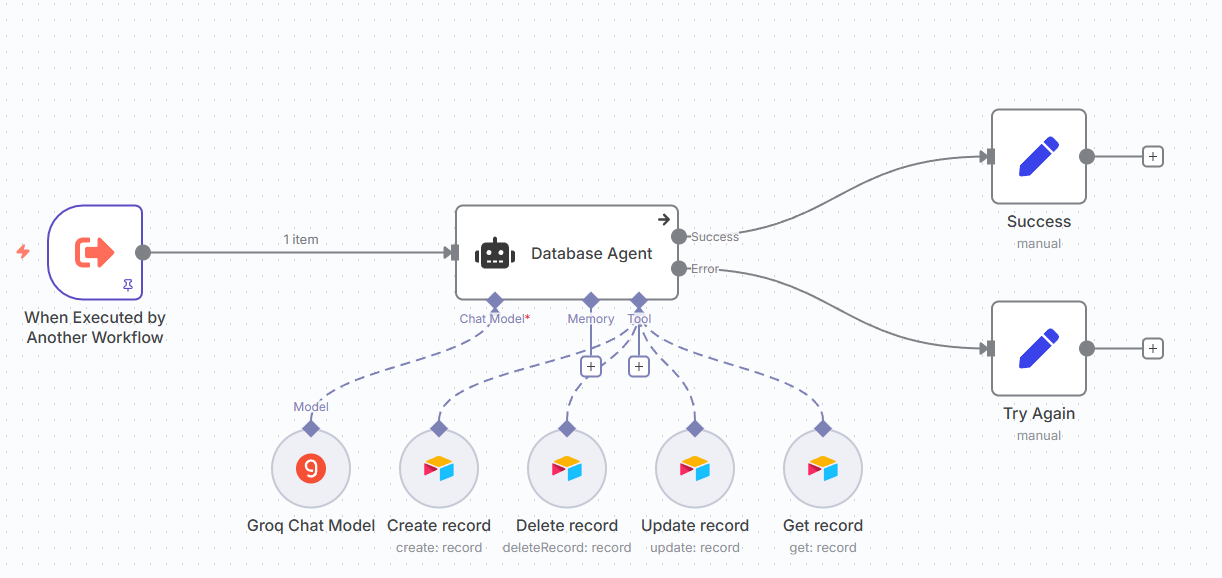 Success
manual
1 item
Database Agent
Success
Error
When Executed by
Another Workflow
Chat Model*
Memory
Tool
+
+
+
+
Model
Try Again
manual
Groq Chat Model
Create record
create: record
Delete record
deleteRecord: record
Update record
update: record
Get record
get: record